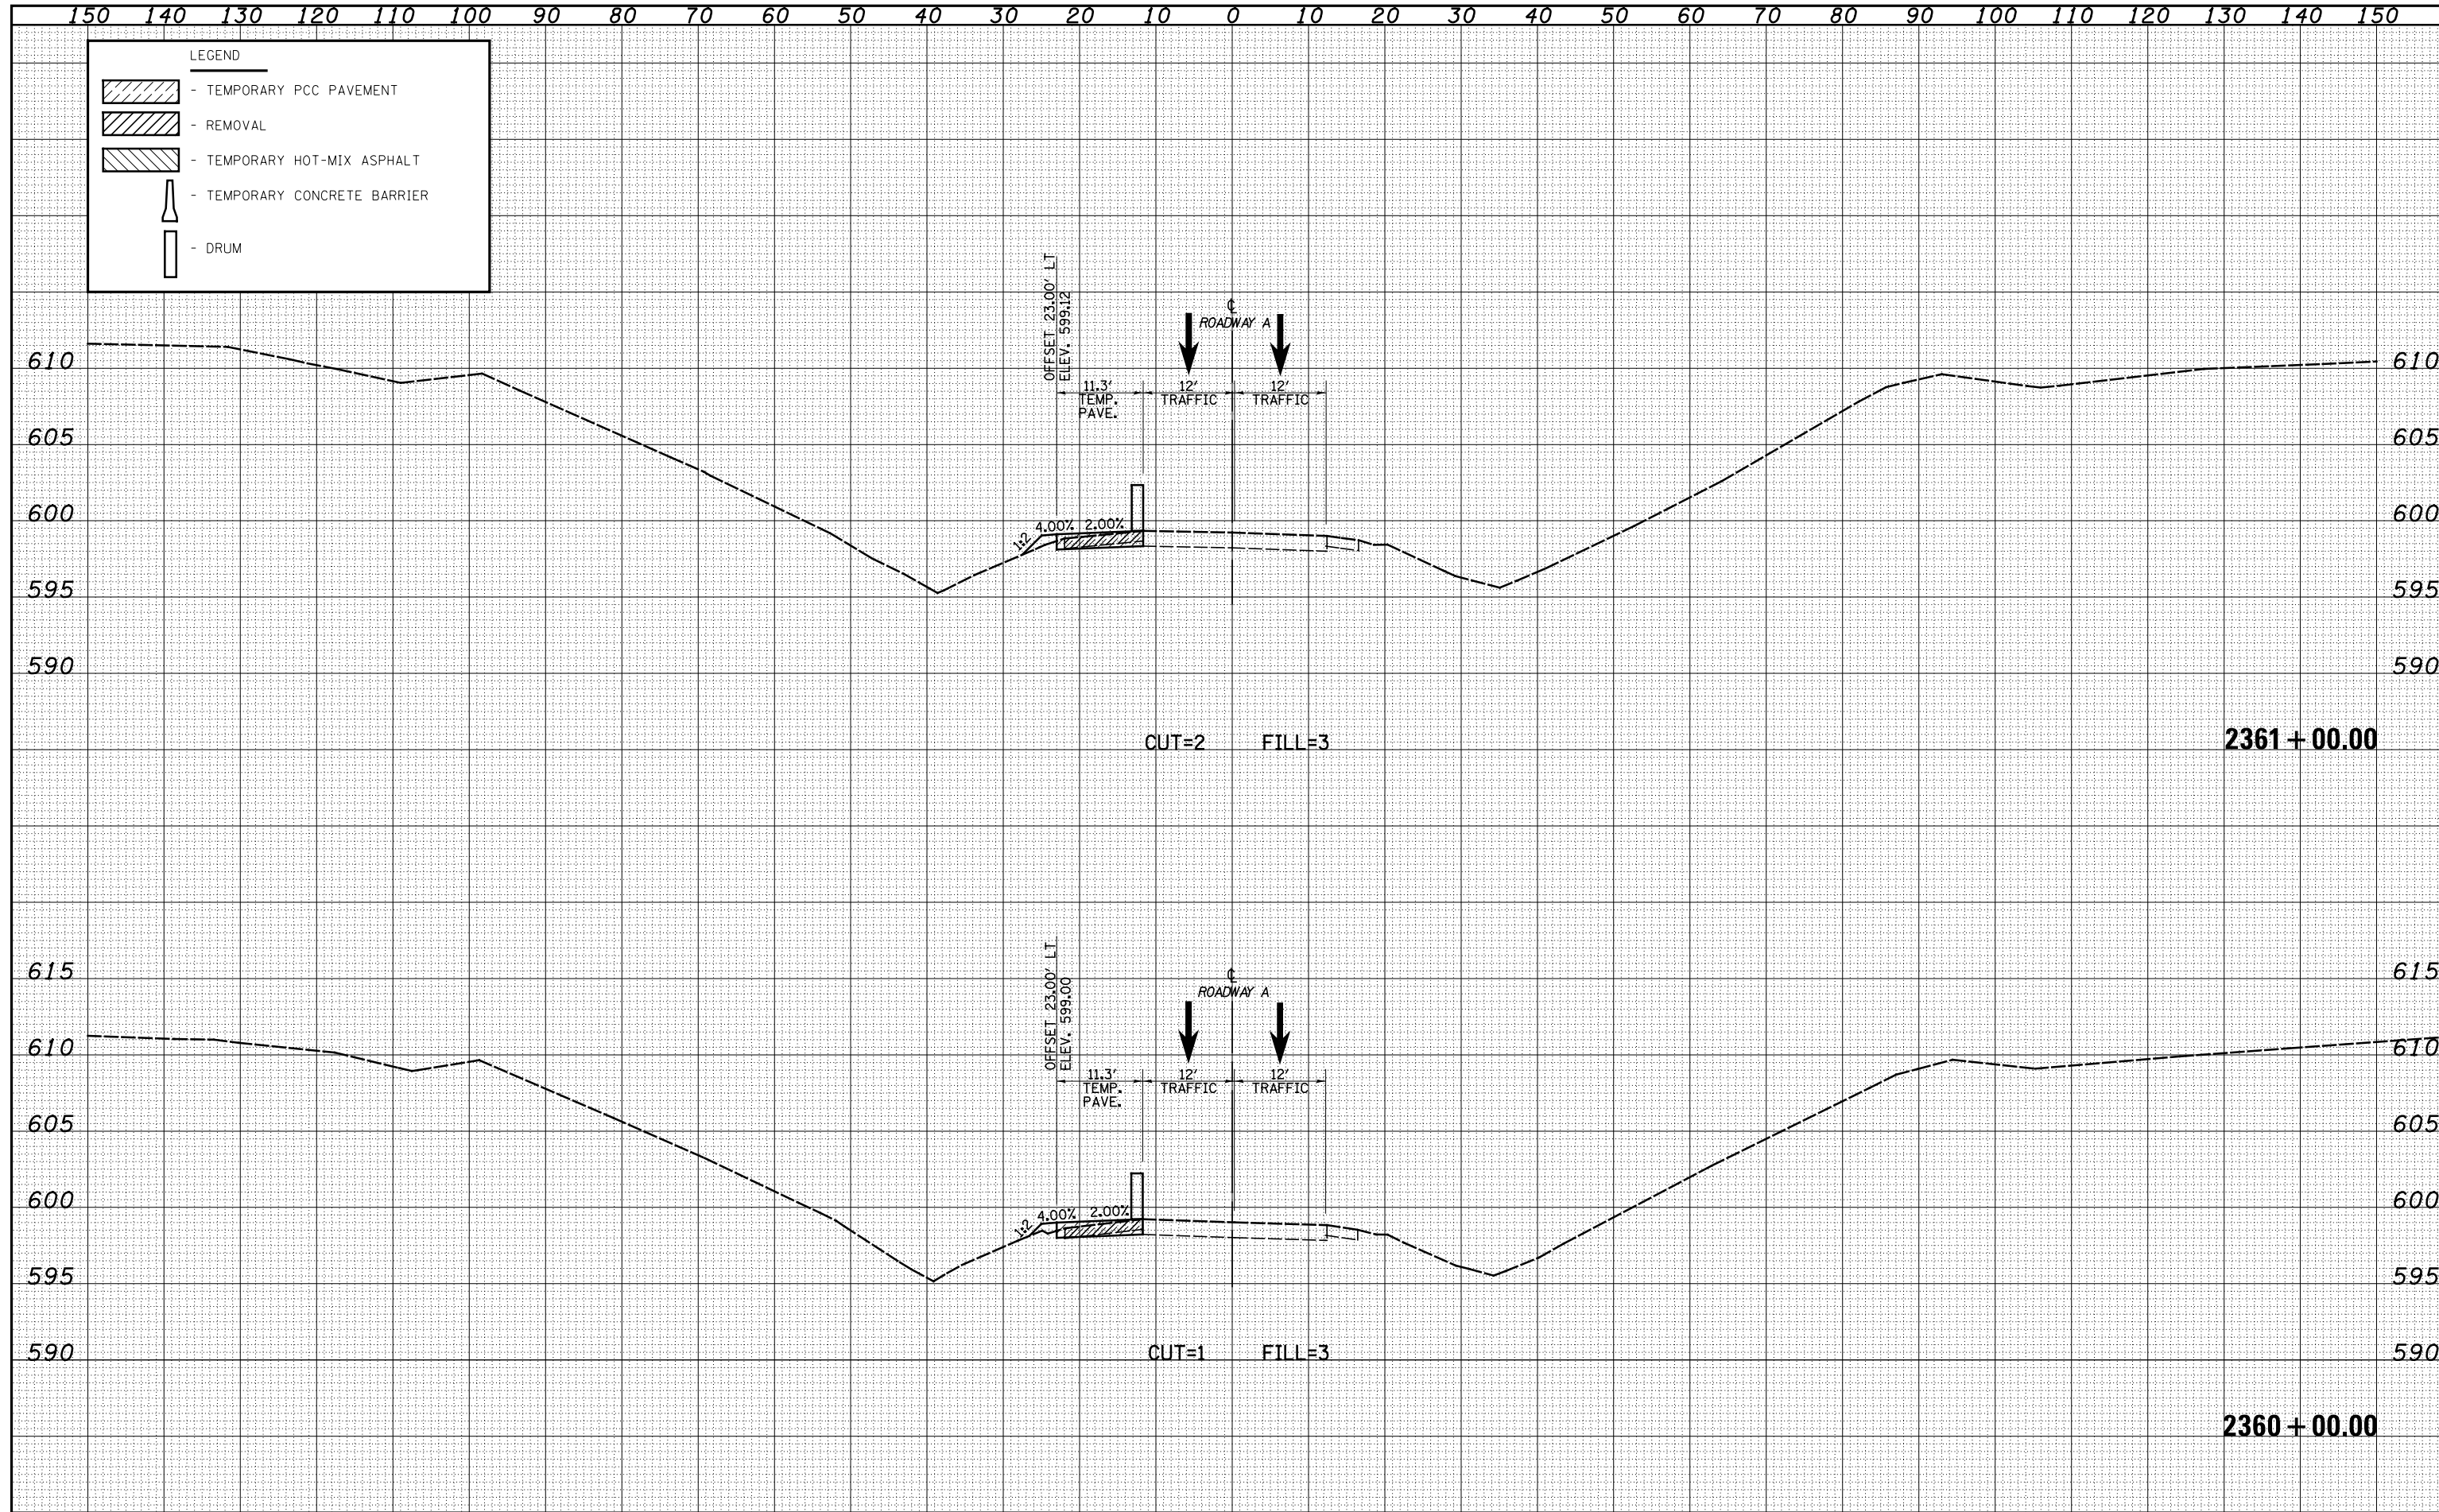 150 140 130 120 110 100 90 80 70 60 50 40 30 20 10 0 10 20 30 40 50 60 70 80 90 100 110 120 130 140 150
LEGEND
- TEMPORARY PCC PAVEMENT
- REMOVAL
- TEMPORARY HOT-MIX ASPHALT
- TEMPORARY CONCRETE BARRIER
- DRUM
OFFSET 23.00' LT
ELEV. 599.12
℄
ROADWAY A
610 610
11.3' 12' 12'
TEMP. TRAFFIC TRAFFIC
PAVE.
605 605
600 600
1:2 4.00% 2.00%
595 595
590 590
CUT=2 FILL=3
2361+00.00
OFFSET 23.00' LT
ELEV. 599.00
615 615
℄
ROADWAY A
610 610
11.3' 12' 12'
TEMP. TRAFFIC TRAFFIC
PAVE.
605 605
600 600
1:2 4.00% 2.00%
595 595
590 590
CUT=1 FILL=3
2360+00.00